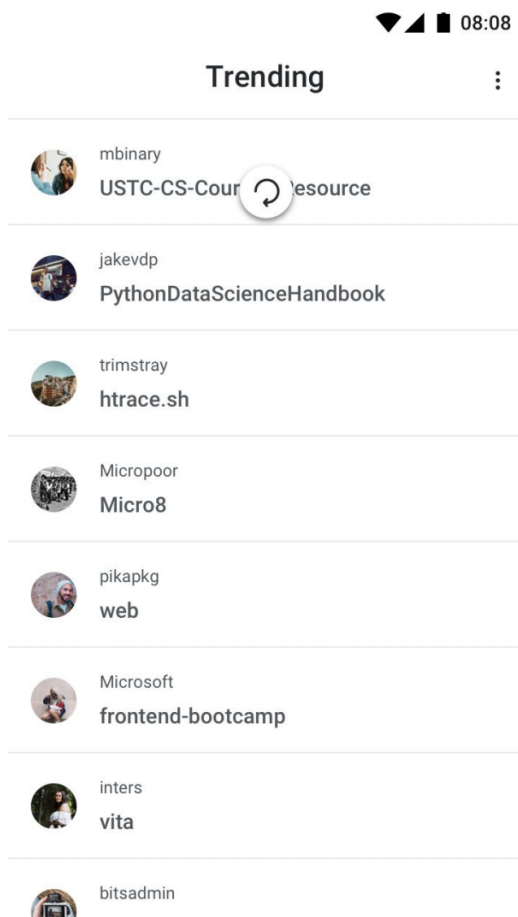 08:08
Trending
mbinary
USTC-CS-Cour esource
jakevdp
PythonDataScienceHandbook
trimstray
htrace.sh
Micropoor
Micro8
pikapkg
web
Microsoft
frontend-bootcamp
inters
vita
bitsadmin